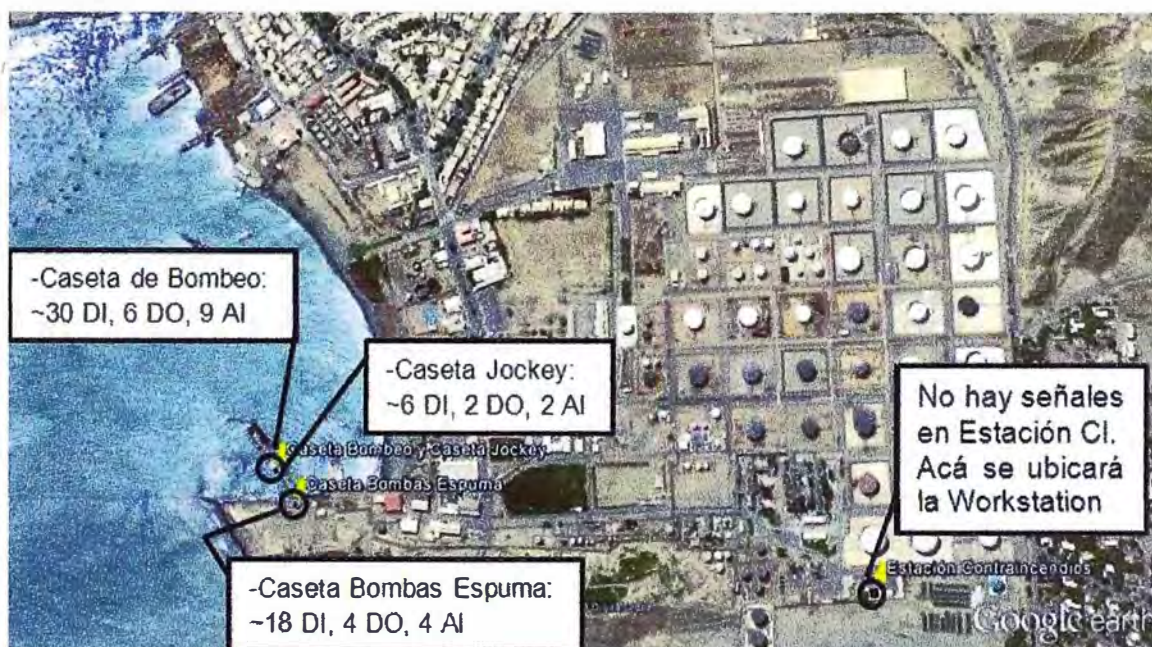 -Caseta de Bombeo:
~30 DI, 6 DO, 9 AI
-Caseta Jockey:
~6 DI, 2 DO, 2 AI
No hay señales
en Estación CI.
Acá se ubicará
la Workstation
Caseta Bombeo y Caseta Jockey
Caseta Bombas Espuma
-Caseta Bombas Espuma:
~18 DI, 4 DO, 4 AI
Estación Contraincendios
Google earth